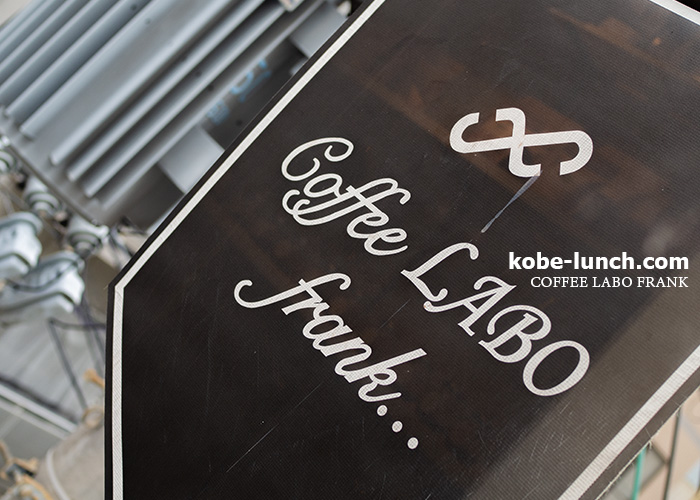 Coffee LABO
frank...
kobe-lunch.com
COFFEE LABO FRANK